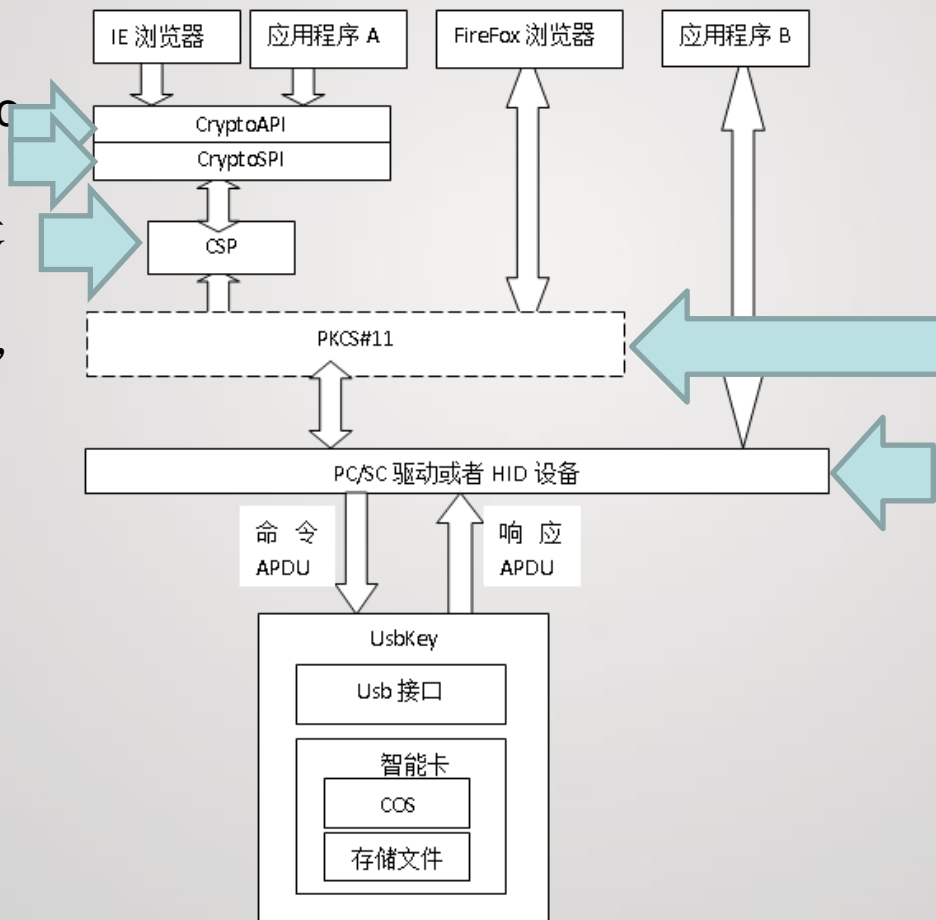 IE 浏览器
应用程序 A
FireFox 浏览器
应用程序 B
CryptoAPI
CryptoSPI
CSP
PKCS#11
PC/SC 驱动或者 HID 设备
命 令
APDU
响 应
APDU
UsbKey
Usb 接口
智能卡
COS
存储文件